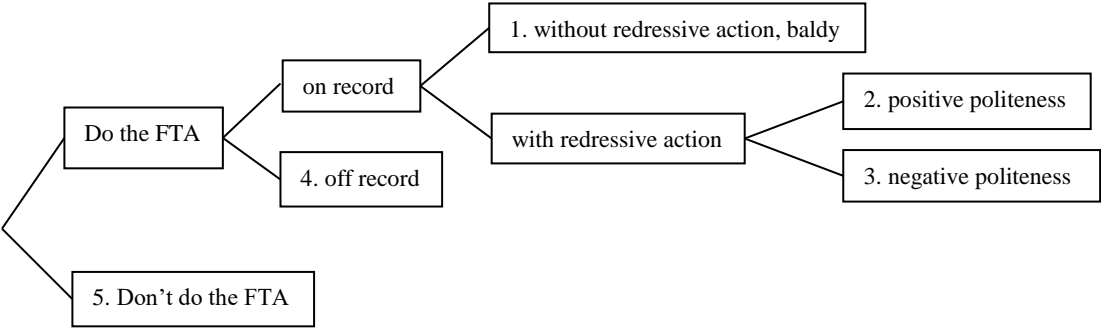 1. without redressive action, baldy
on record
2. positive politeness
Do the FTA
with redressive action
4. off record
3. negative politeness
5. Don't do the FTA